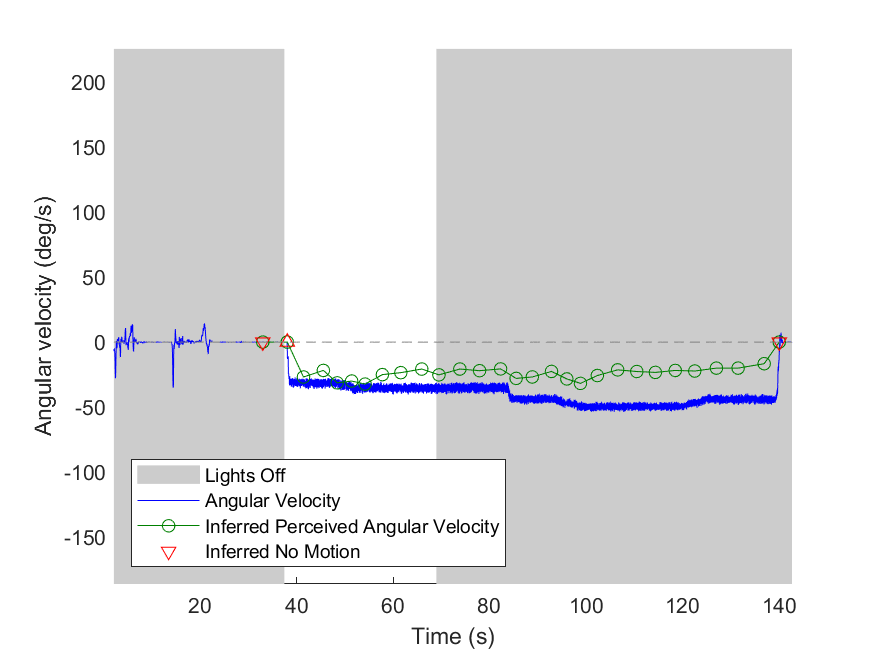 200
150
100
50
0
-50
-100
-150
Angular velocity (deg/s)
Lights Off
Angular Velocity
Inferred Perceived Angular Velocity
Inferred No Motion
20 40 60 80 100 120 140
Time (s)